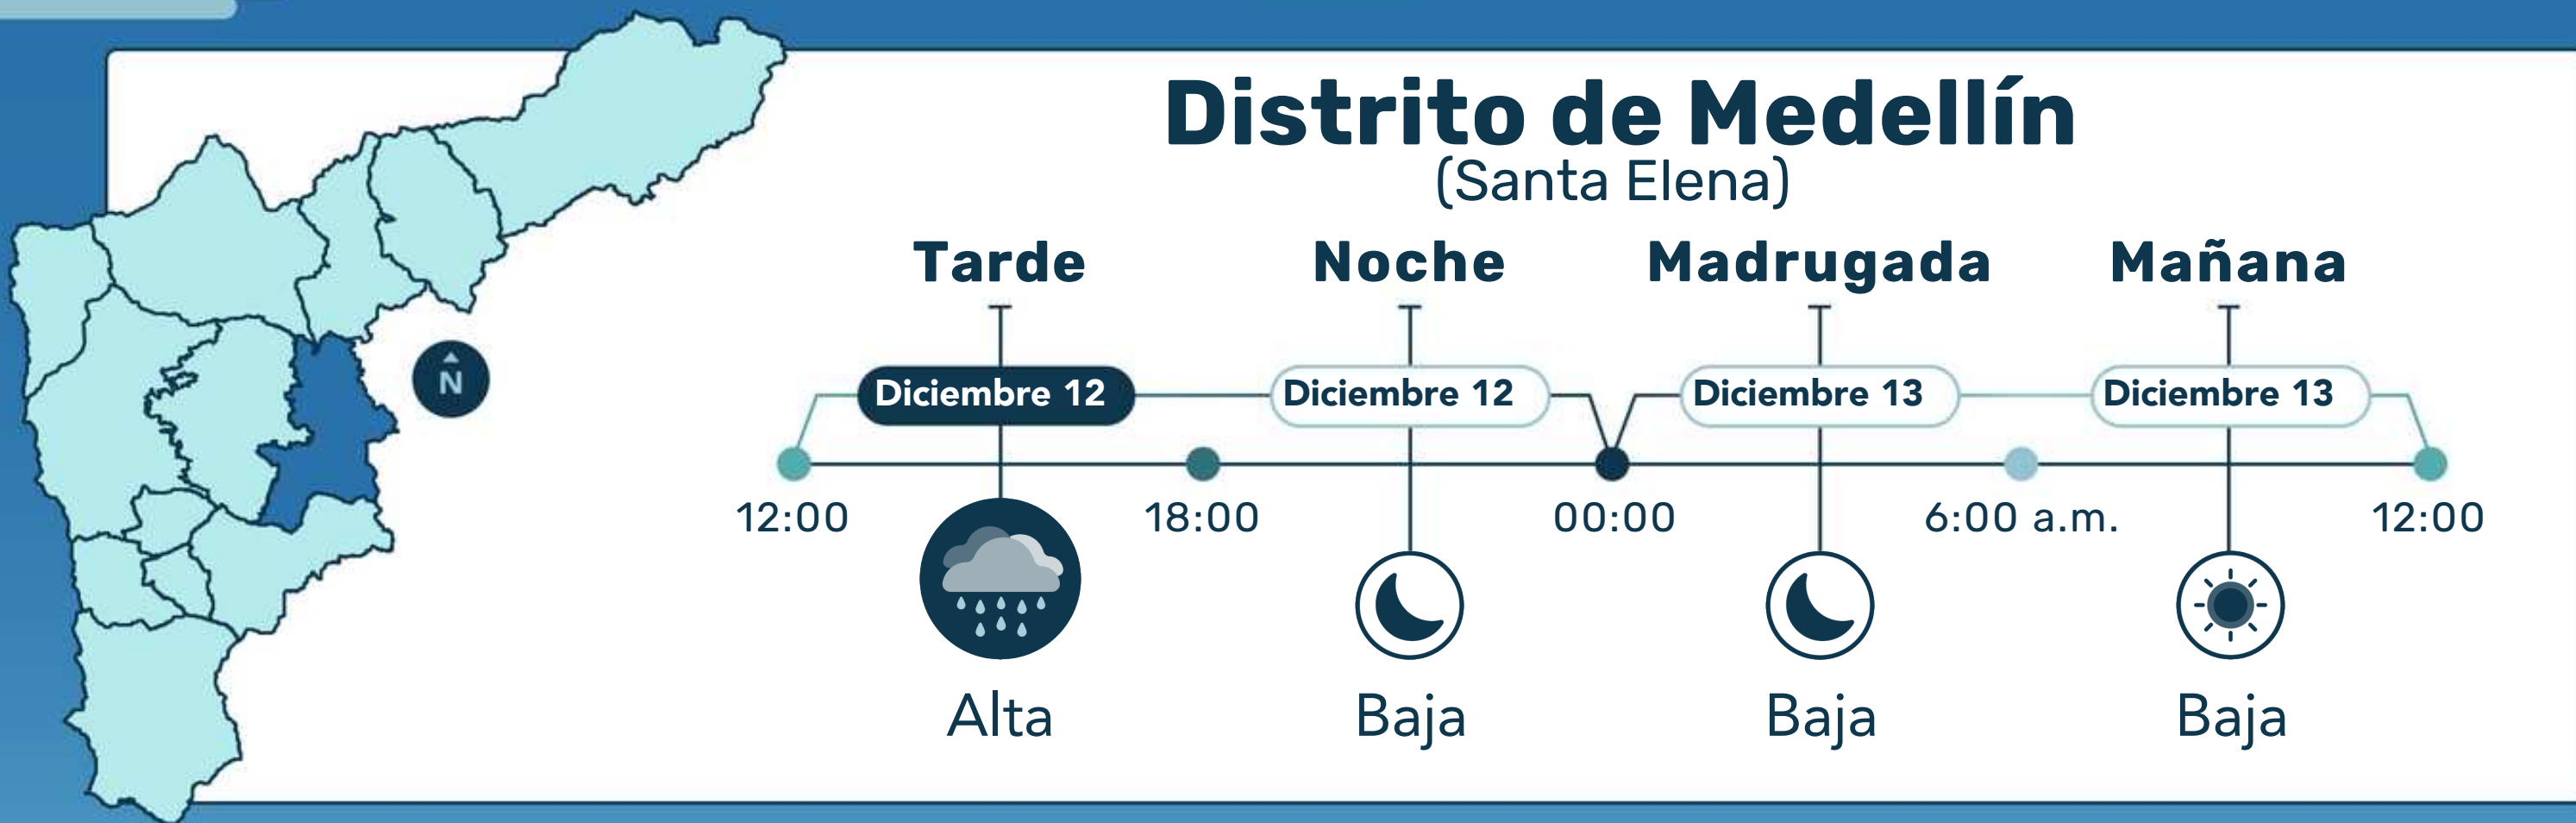 Distrito de Medellín
(Santa Elena)
Tarde Noche Madrugada Mañana
N
Diciembre 12 Diciembre 12 Diciembre 13 Diciembre 13
12:00 18:00 00:00 6:00 a.m. 12:00
Alta Baja Baja Baja